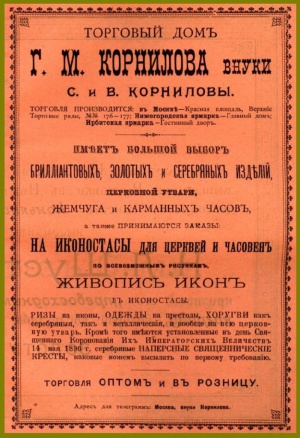 ТОРГОВЫЙ ДОМЪ
Г. М. КОРНИЛОВА ВНУКИ
С. и В. КОРНИЛОВЫ.
ТОРГОВЛЯ ПРОИЗВОДИТСЯ: въ Москвѣ—Красная площадь, Верхніе
Торговые ряды, №№ 176—177; Нижегородская ярмарка—Главный домъ;
Ирбитская ярмарка—Гостинный дворъ.
ИМѢЕТЪ БОЛЬШОЙ ВЫБОРЪ
БРИЛЛІАНТОВЫХЪ, ЗОЛОТЫХЪ И СЕРЕБРЯНЫХЪ ИЗДѢЛІЙ,
ЦЕРКОВНОЙ УТВАРИ,
ЖЕМЧУГА И КАРМАННЫХЪ ЧАСОВЪ,
а также ПРИНИМАЮТСЯ ЗАКАЗЫ:
НА ИКОНОСТАСЫ ДЛЯ ЦЕРКВЕЙ И ЧАСОВЕНЪ
ПО ВСЕВОЗМОЖНЫМЪ РИСУНКАМЪ,
ЖИВОПИСЬ ИКОНЪ
ВЪ ИКОНОСТАСЫ.
РИЗЫ на иконы, ОДЕЖДЫ на престолы, ХОРУГВИ какъ
серебряныя, такъ и металлическія, и вообще на всю церков-
ную утварь. Кромѣ того имѣются установленные въ день Свя-
щеннаго Коронованія Ихъ Императорскихъ Величествъ
14 мая 1896 г. серебряные НАПЕРСНЫЕ СВЯЩЕННИЧЕСКІЕ
КРЕСТЫ, каковые можемъ высылать по первому требованію.
ТОРГОВЛЯ ОПТОМЪ И ВЪ РОЗНИЦУ.
Адресъ для телеграммъ: Москва, внуки Корнилова.